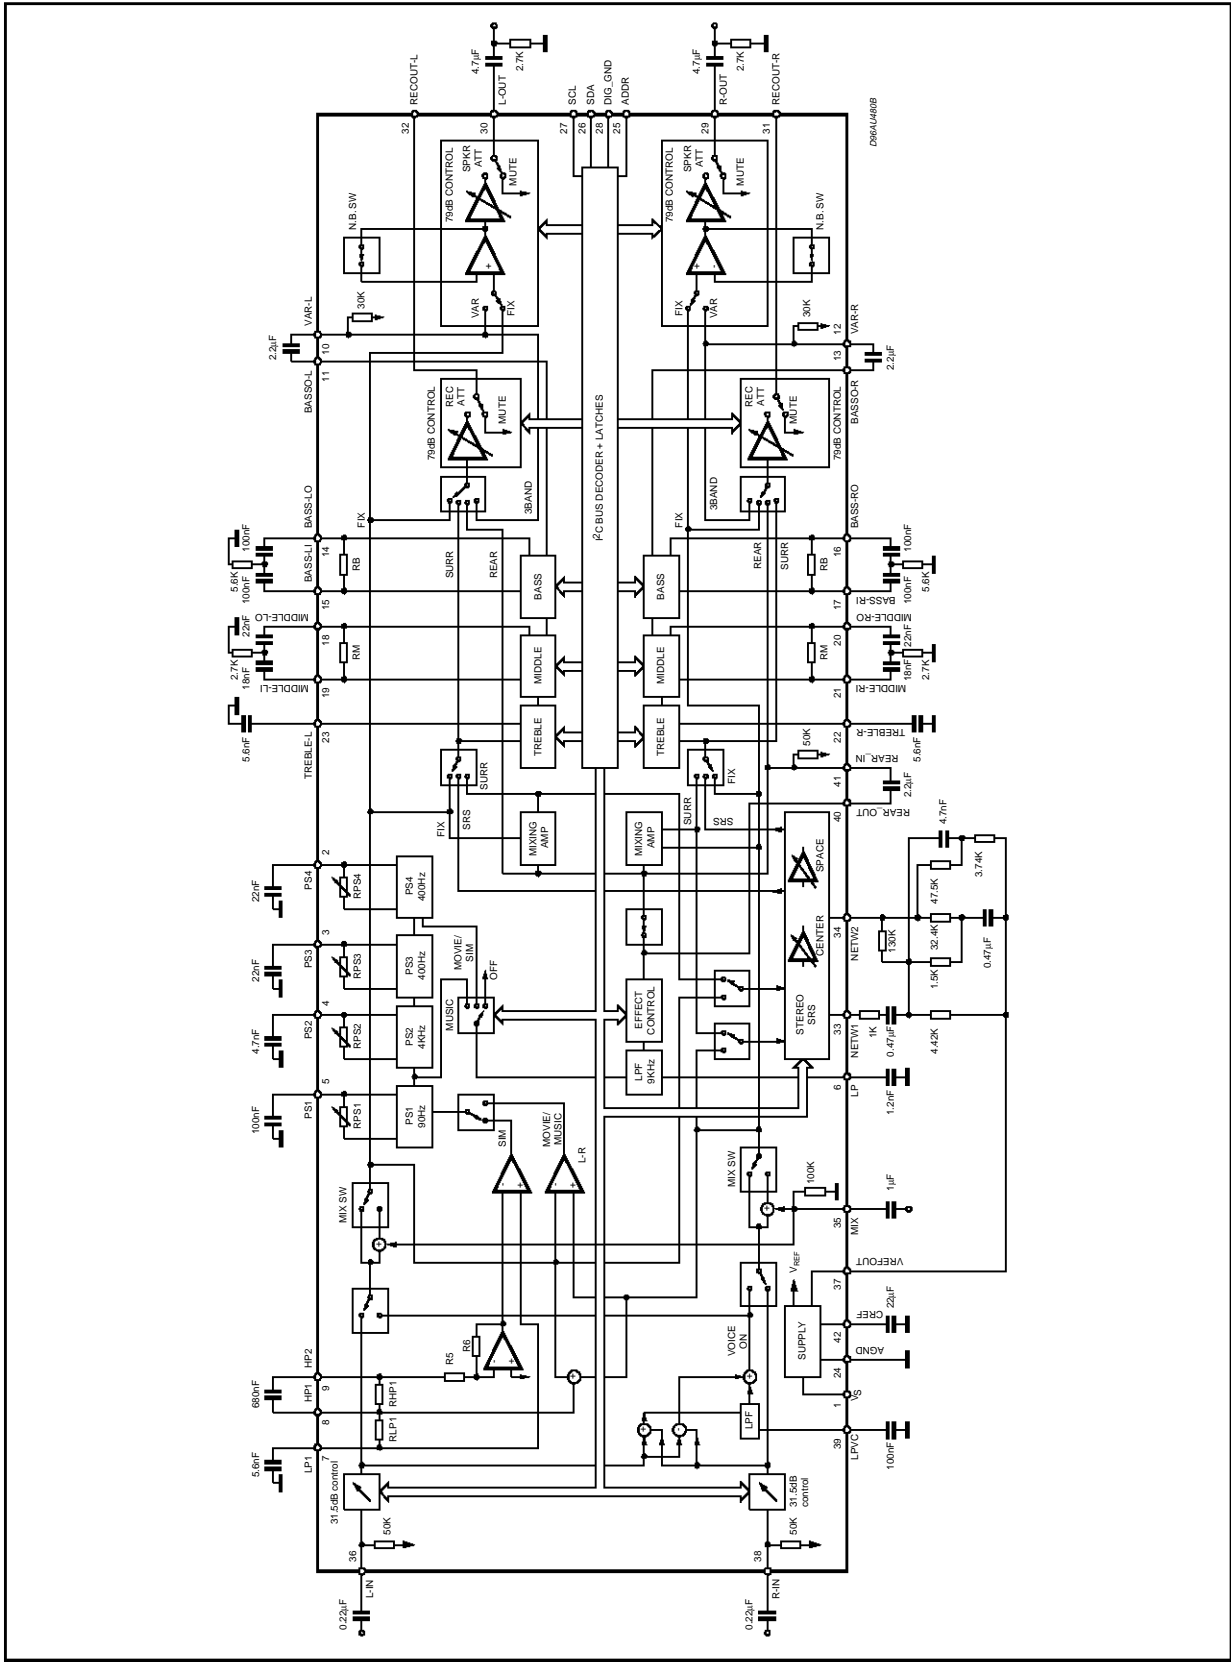 4.7µF
2.7K
4.7µF
2.7K
RECOUT-L
L-OUT
SCL
SDA
DIG_GND
ADDR
R-OUT
RECOUT-R
32
30
27
26
28
25
29
31
D96AU480B
79dB CONTROL
SPKR
ATT
MUTE
N.B. SW
VAR
FIX
79dB CONTROL
SPKR
ATT
MUTE
N.B. SW
FIX
VAR
+
+
-
30K
VAR-L
10
2.2µF
11
BASSO-L
30K
12
VAR-R
13
2.2µF
BASSO-R
79dB CONTROL
REC
ATT
MUTE
79dB CONTROL
REC
ATT
MUTE
I²C BUS DECODER + LATCHES
FIX
SURR
REAR
3BAND
FIX
3BAND
REAR
SURR
BASS-LO
14
100nF
5.6K
100nF
BASS-LI
15
RB
BASS
BASS
RB
BASS-RO
16
100nF
5.6K
100nF
BASS-RI
17
MIDDLE-LO
18
22nF
2.7K
18nF
MIDDLE-LI
19
RM
MIDDLE
MIDDLE
RM
MIDDLE-RO
20
22nF
2.7K
18nF
MIDDLE-RI
21
5.6nF
TREBLE-L
23
TREBLE
TREBLE
22
TREBLE-R
5.6nF
50K
REAR_IN
41
2.2µF
REAR_OUT
40
FIX
SRS
SURR
SURR
SRS
FIX
MIXING
AMP
MIXING
AMP
SPACE
CENTER
STEREO
SRS
2
PS4
22nF
RPS4
PS4
400Hz
3
PS3
22nF
RPS3
PS3
400Hz
4
PS2
4.7nF
RPS2
PS2
4KHz
5
PS1
100nF
RPS1
PS1
90Hz
MUSIC
MOVIE/
SIM
OFF
EFFECT
CONTROL
LPF
9KHz
4.7nF
3.74K
47.5K
32.4K
130K
1.5K
0.47µF
34
NETW2
33
NETW1
1K
0.47µF
4.42K
6
LP
1.2nF
SIM
MOVIE/
MUSIC
L-R
-
+
-
+
MIX SW
+
MIX SW
+
100K
35
MIX
1µF
VREF
VREFOUT
37
SUPPLY
CREF
42
22µF
AGND
24
VS
1
HP2
9
680nF
HP1
8
RHP1
RLP1
R5
R6
-
+
+
VOICE
ON
+
LPF
+
-
39
LPVC
100nF
5.6nF
LP1
7
31.5dB control
31.5dB
control
50K
36
L-IN
0.22µF
50K
38
R-IN
0.22µF